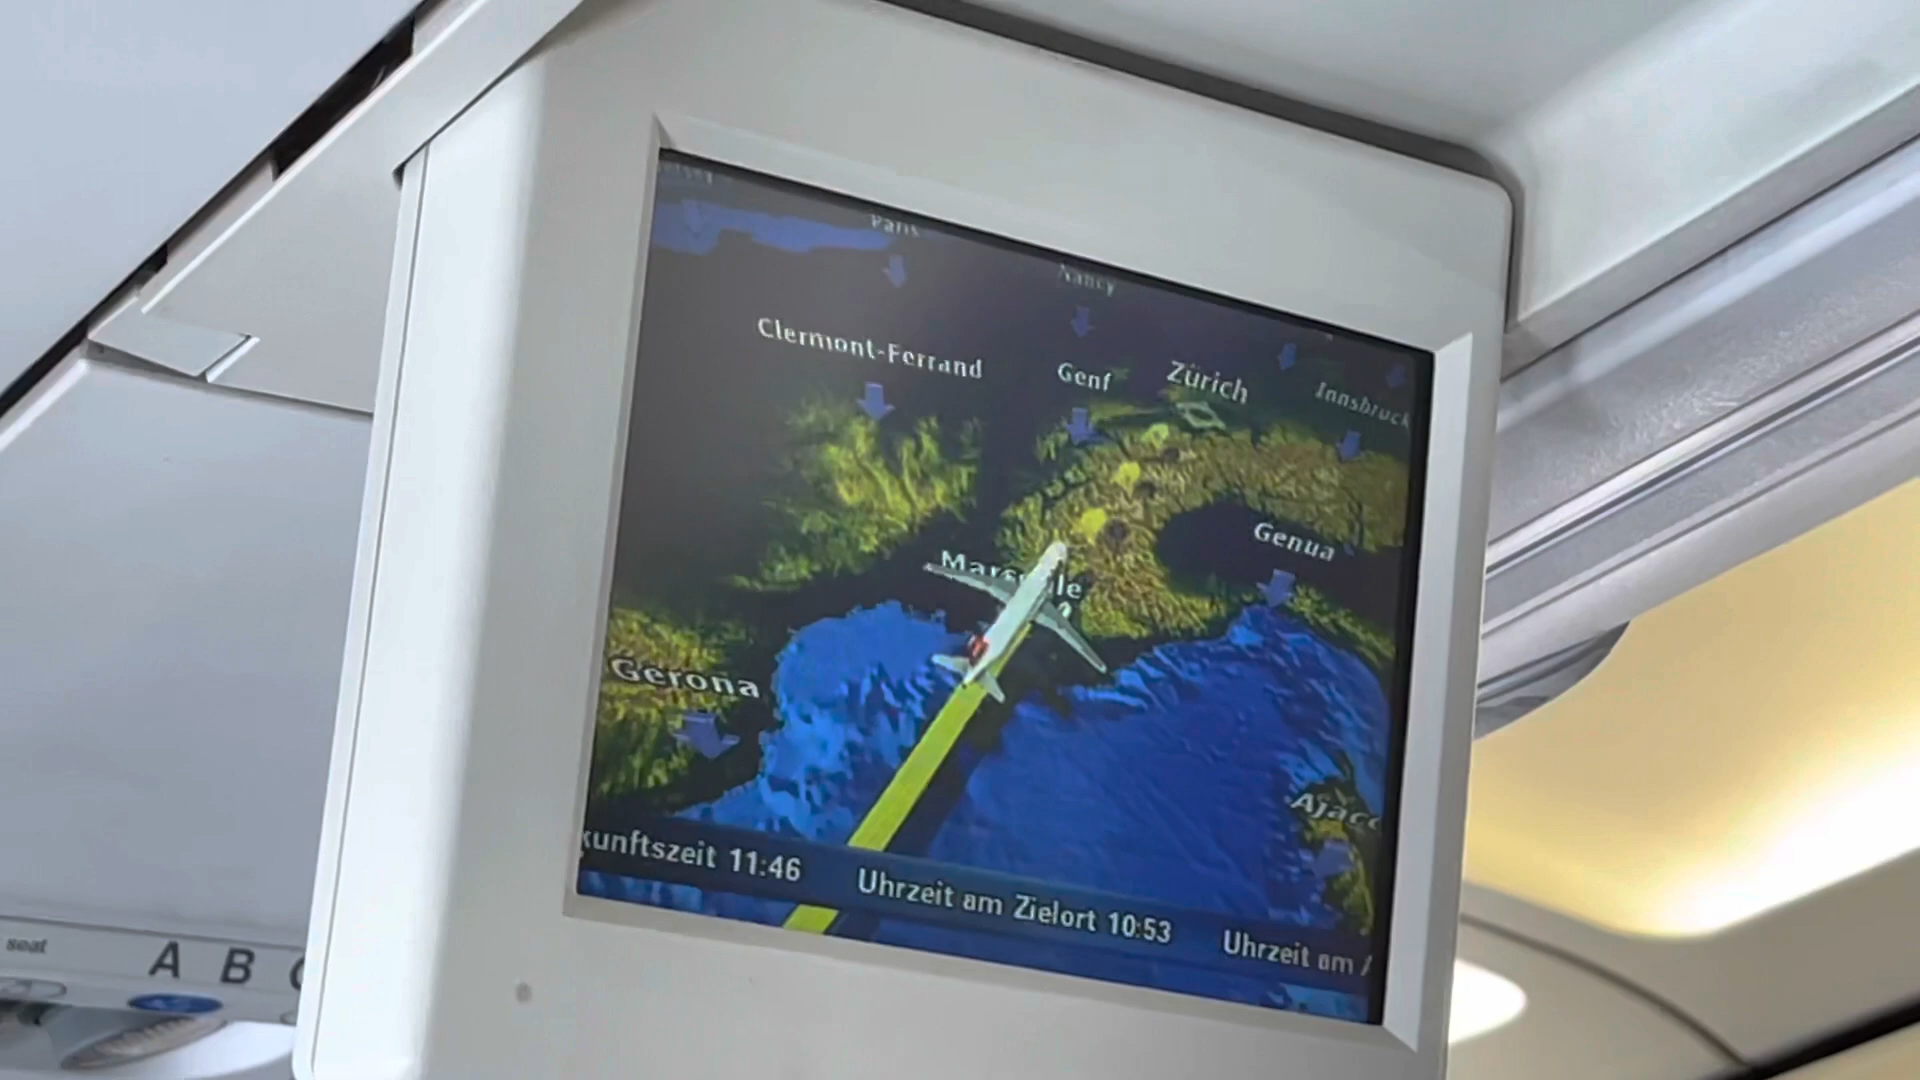 Paris
Nancy
Clermont-Ferrand
Genf
Zürich
Innsbruck
Genua
Gerona
kunftszeit 11:46
Uhrzeit am Zielort 10:53
Uhrzeit am
seat
A B